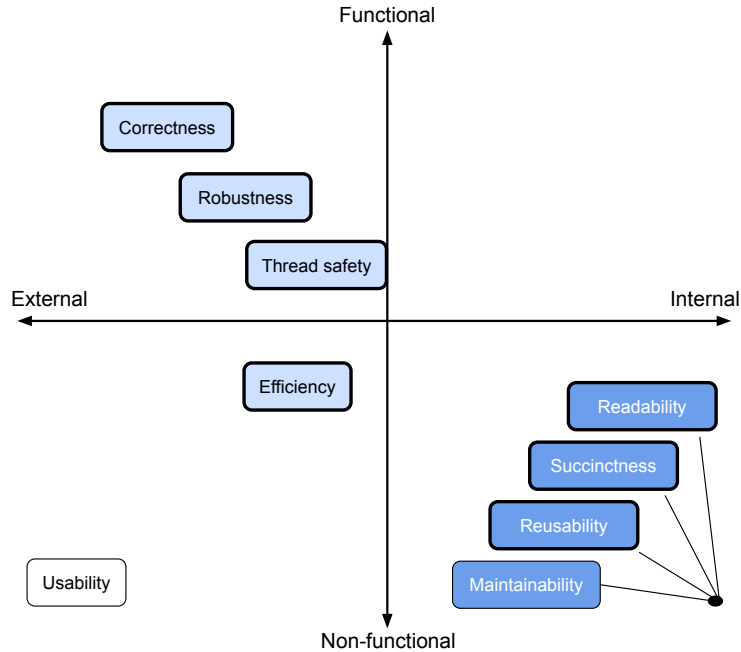 Functional
Correctness
Robustness
Thread safety
External
Internal
Efficiency
Readability
Succinctness
Reusability
Usability
Maintainability
Non-functional